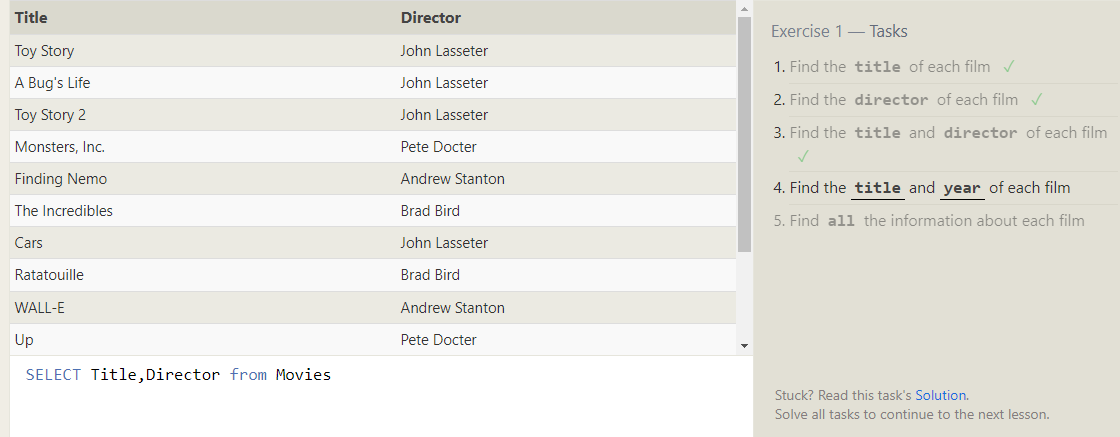 Title Director
Toy Story John Lasseter
A Bug's Life John Lasseter
Toy Story 2 John Lasseter
Monsters, Inc. Pete Docter
Finding Nemo Andrew Stanton
The Incredibles Brad Bird
Cars John Lasseter
Ratatouille Brad Bird
WALL-E Andrew Stanton
Up Pete Docter
SELECT Title,Director from Movies
Exercise 1 — Tasks
1. Find the title of each film ✓
2. Find the director of each film ✓
3. Find the title and director of each film
✓
4. Find the title and year of each film
5. Find all the information about each film
Stuck? Read this task's Solution.
Solve all tasks to continue to the next lesson.